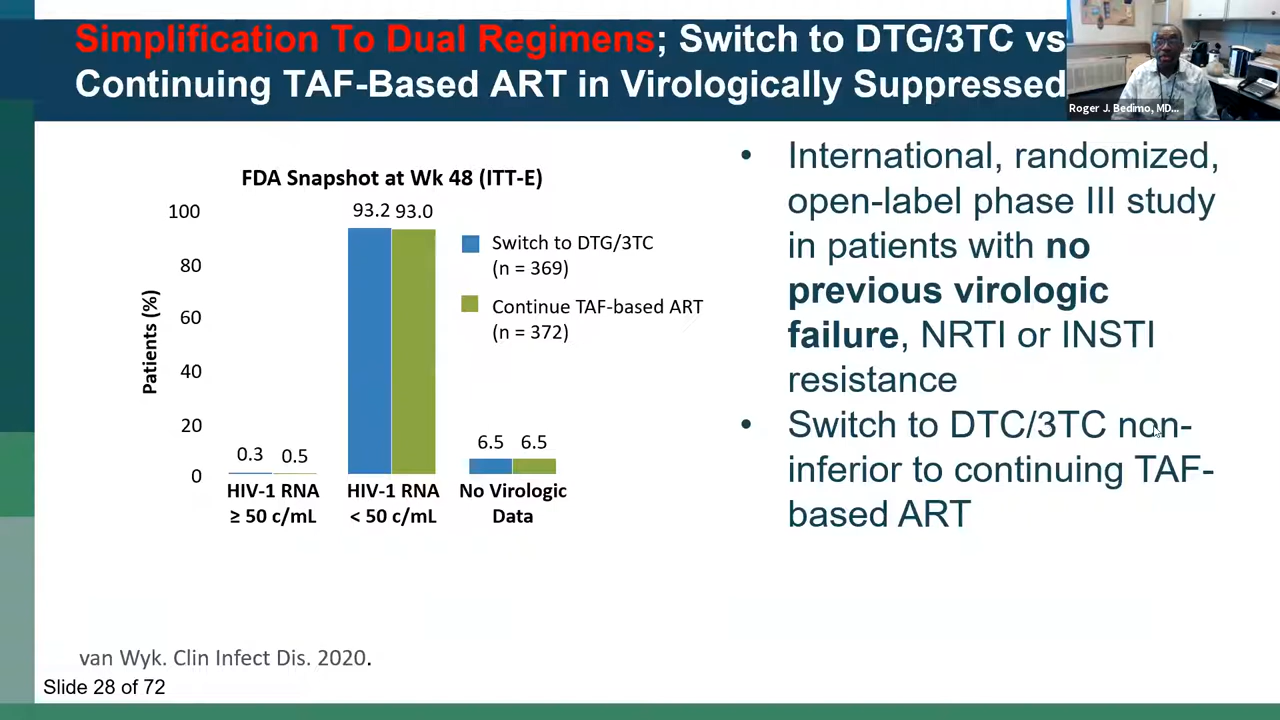 Simplification To Dual Regimens; Switch to DTG/3TC vs
Continuing TAF-Based ART in Virologically Suppressed
Roger J. Bedimo, MD...
FDA Snapshot at Wk 48 (ITT-E)
Patients (%)
100
80
60
40
20
0
93.2 93.0
0.3 0.5
6.5 6.5
Switch to DTG/3TC
(n = 369)
Continue TAF-based ART
(n = 372)
HIV-1 RNA
≥ 50 c/mL
HIV-1 RNA
< 50 c/mL
No Virologic
Data
• International, randomized,
open-label phase III study
in patients with no
previous virologic
failure, NRTI or INSTI
resistance
• Switch to DTC/3TC non-
inferior to continuing TAF-
based ART
van Wyk. Clin Infect Dis. 2020.
Slide 28 of 72